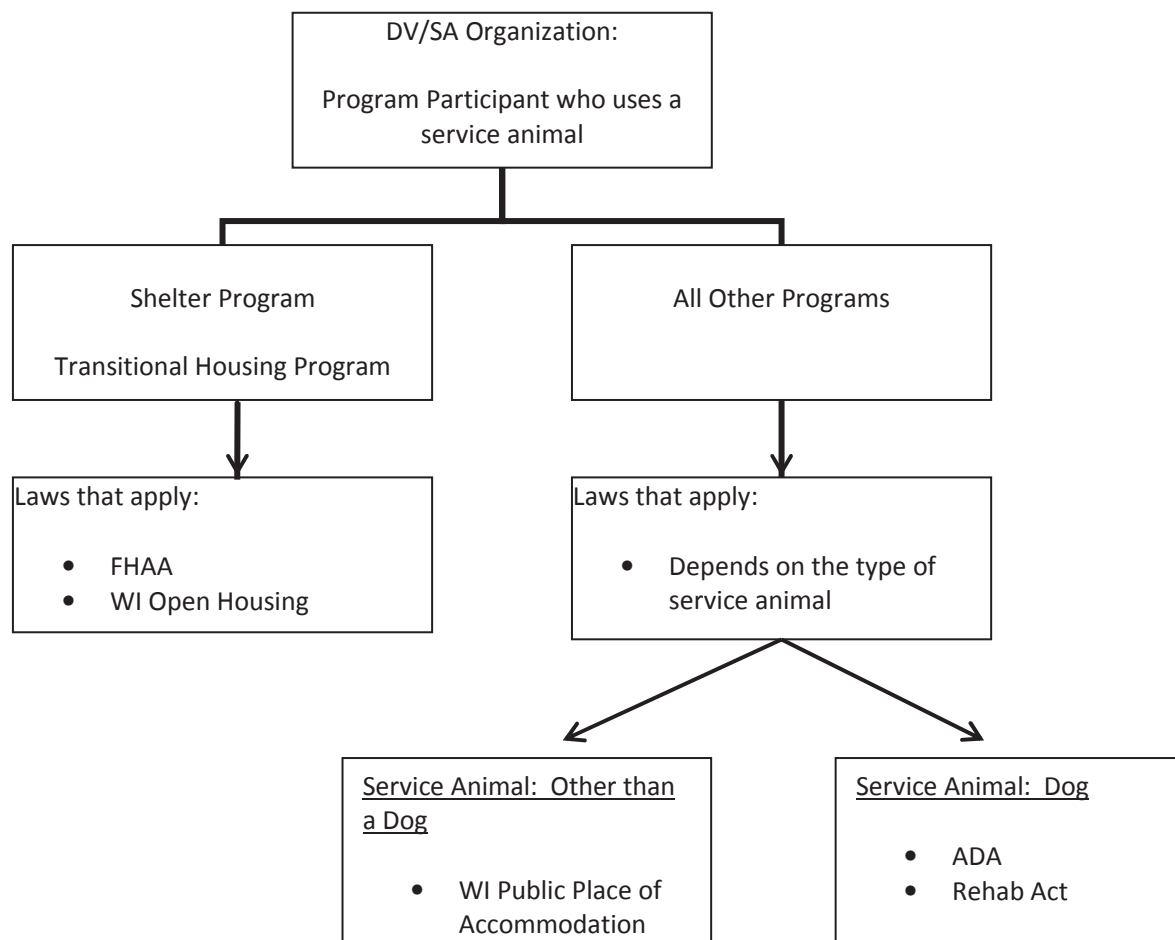 DV/SA Organization:
Program Participant who uses a
service animal
Shelter Program
Transitional Housing Program
All Other Programs
Laws that apply:
• FHAA
• WI Open Housing
Laws that apply:
• Depends on the type of
service animal
Service Animal: Other than
a Dog
• WI Public Place of
Accommodation
Service Animal: Dog
• ADA
• Rehab Act